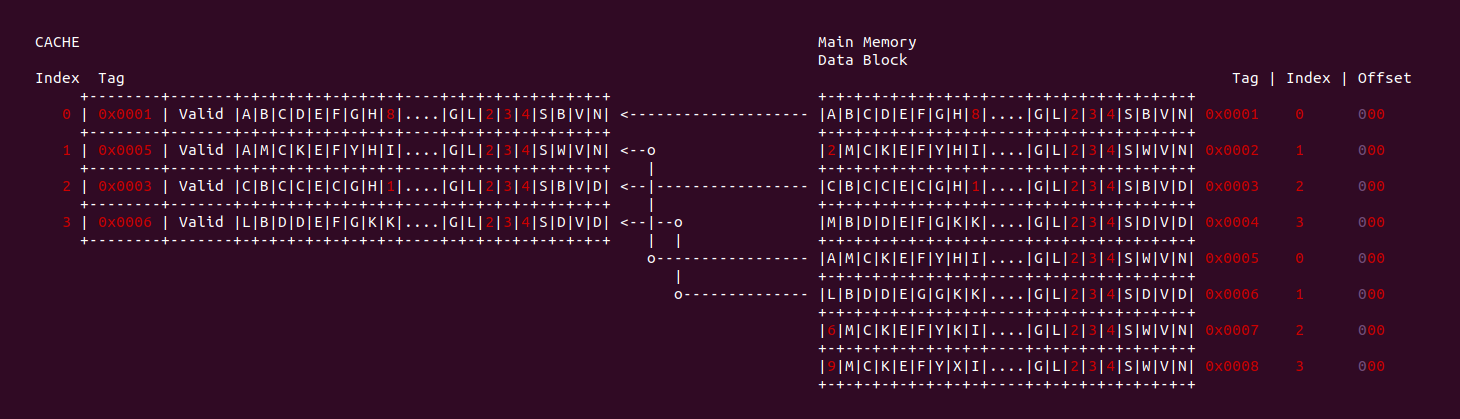 CACHE                                                                                  Main Memory
                                                                                       Data Block
Index  Tag                                                                                                                           Tag | Index | Offset
     +--------+-------+-+-+-+-+-+-+-+-+-+----+-+-+-+-+-+-+-+-+-+                       +-+-+-+-+-+-+-+-+-+----+-+-+-+-+-+-+-+-+-+
   0 | 0x0001 | Valid |A|B|C|D|E|F|G|H|8|....|G|L|2|3|4|S|B|V|N| <-------------------- |A|B|C|D|E|F|G|H|8|....|G|L|2|3|4|S|B|V|N| 0x0001    0      000
     +--------+-------+-+-+-+-+-+-+-+-+-+----+-+-+-+-+-+-+-+-+-+                       +-+-+-+-+-+-+-+-+-+----+-+-+-+-+-+-+-+-+-+
   1 | 0x0005 | Valid |A|M|C|K|E|F|Y|H|I|....|G|L|2|3|4|S|W|V|N| <--o                  |2|M|C|K|E|F|Y|H|I|....|G|L|2|3|4|S|W|V|N| 0x0002    1      000
     +--------+-------+-+-+-+-+-+-+-+-+-+----+-+-+-+-+-+-+-+-+-+    |                  +-+-+-+-+-+-+-+-+-+----+-+-+-+-+-+-+-+-+-+
   2 | 0x0003 | Valid |C|B|C|C|E|C|G|H|1|....|G|L|2|3|4|S|B|V|D| <--|----------------- |C|B|C|C|E|C|G|H|1|....|G|L|2|3|4|S|B|V|D| 0x0003    2      000
     +--------+-------+-+-+-+-+-+-+-+-+-+----+-+-+-+-+-+-+-+-+-+    |                  +-+-+-+-+-+-+-+-+-+----+-+-+-+-+-+-+-+-+-+
   3 | 0x0006 | Valid |L|B|D|D|E|F|G|K|K|....|G|L|2|3|4|S|D|V|D| <--|--o               |M|B|D|D|E|F|G|K|K|....|G|L|2|3|4|S|D|V|D| 0x0004    3      000
     +--------+-------+-+-+-+-+-+-+-+-+-+----+-+-+-+-+-+-+-+-+-+    |  |               +-+-+-+-+-+-+-+-+-+----+-+-+-+-+-+-+-+-+-+
                                                                    o----------------- |A|M|C|K|E|F|Y|H|I|....|G|L|2|3|4|S|W|V|N| 0x0005    0      000
                                                                       |               +-+-+-+-+-+-+-+-+-+----+-+-+-+-+-+-+-+-+-+
                                                                       o-------------- |L|B|D|D|E|G|G|K|K|....|G|L|2|3|4|S|D|V|D| 0x0006    1      000
                                                                                       +-+-+-+-+-+-+-+-+-+----+-+-+-+-+-+-+-+-+-+
                                                                                       |6|M|C|K|E|F|Y|K|I|....|G|L|2|3|4|S|W|V|N| 0x0007    2      000
                                                                                       +-+-+-+-+-+-+-+-+-+----+-+-+-+-+-+-+-+-+-+
                                                                                       |9|M|C|K|E|F|Y|X|I|....|G|L|2|3|4|S|W|V|N| 0x0008    3      000
                                                                                       +-+-+-+-+-+-+-+-+-+----+-+-+-+-+-+-+-+-+-+